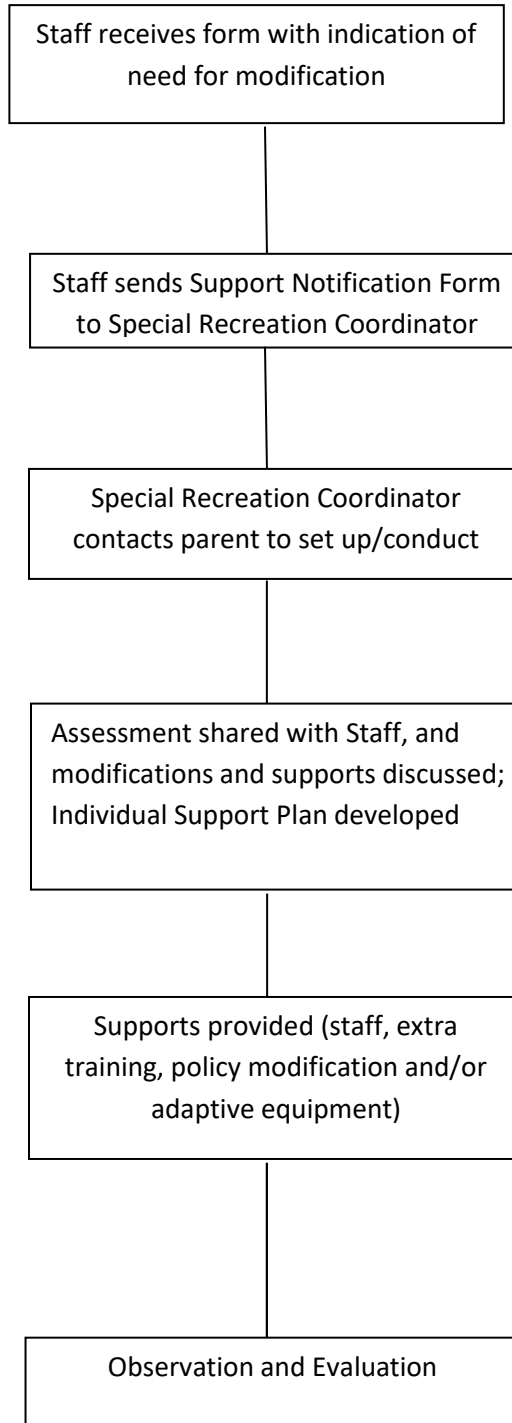 Staff receives form with indication of
need for modification
Staff sends Support Notification Form
to Special Recreation Coordinator
Special Recreation Coordinator
contacts parent to set up/conduct
Assessment shared with Staff, and
modifications and supports discussed;
Individual Support Plan developed
Supports provided (staff, extra
training, policy modification and/or
adaptive equipment)
Observation and Evaluation